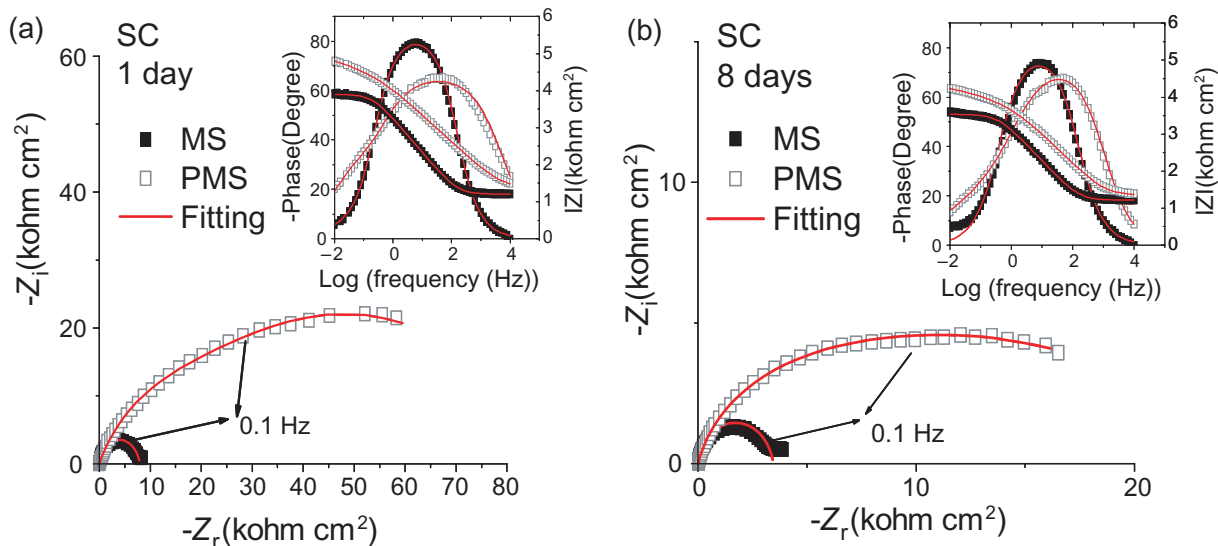 (a)
SC
1 day
MS
PMS
Fitting
-Zi(kohm cm²)
60
40
20
0
0 10 20 30 40 50 60 70 80
-Zr(kohm cm²)
0.1 Hz
-Phase(Degree)
80
60
40
20
0
–2 0 2 4
Log (frequency (Hz))
6
5
4
3
2
1
0
|Z|(kohm cm²)
(b)
SC
8 days
MS
PMS
Fitting
-Zi(kohm cm²)
10
0
0 10 20
-Zr(kohm cm²)
0.1 Hz
-Phase(Degree)
80
70
60
50
40
30
20
10
0
–2 0 2 4
Log (frequency (Hz))
6
5
4
3
2
1
0
|Z|(kohm cm²)